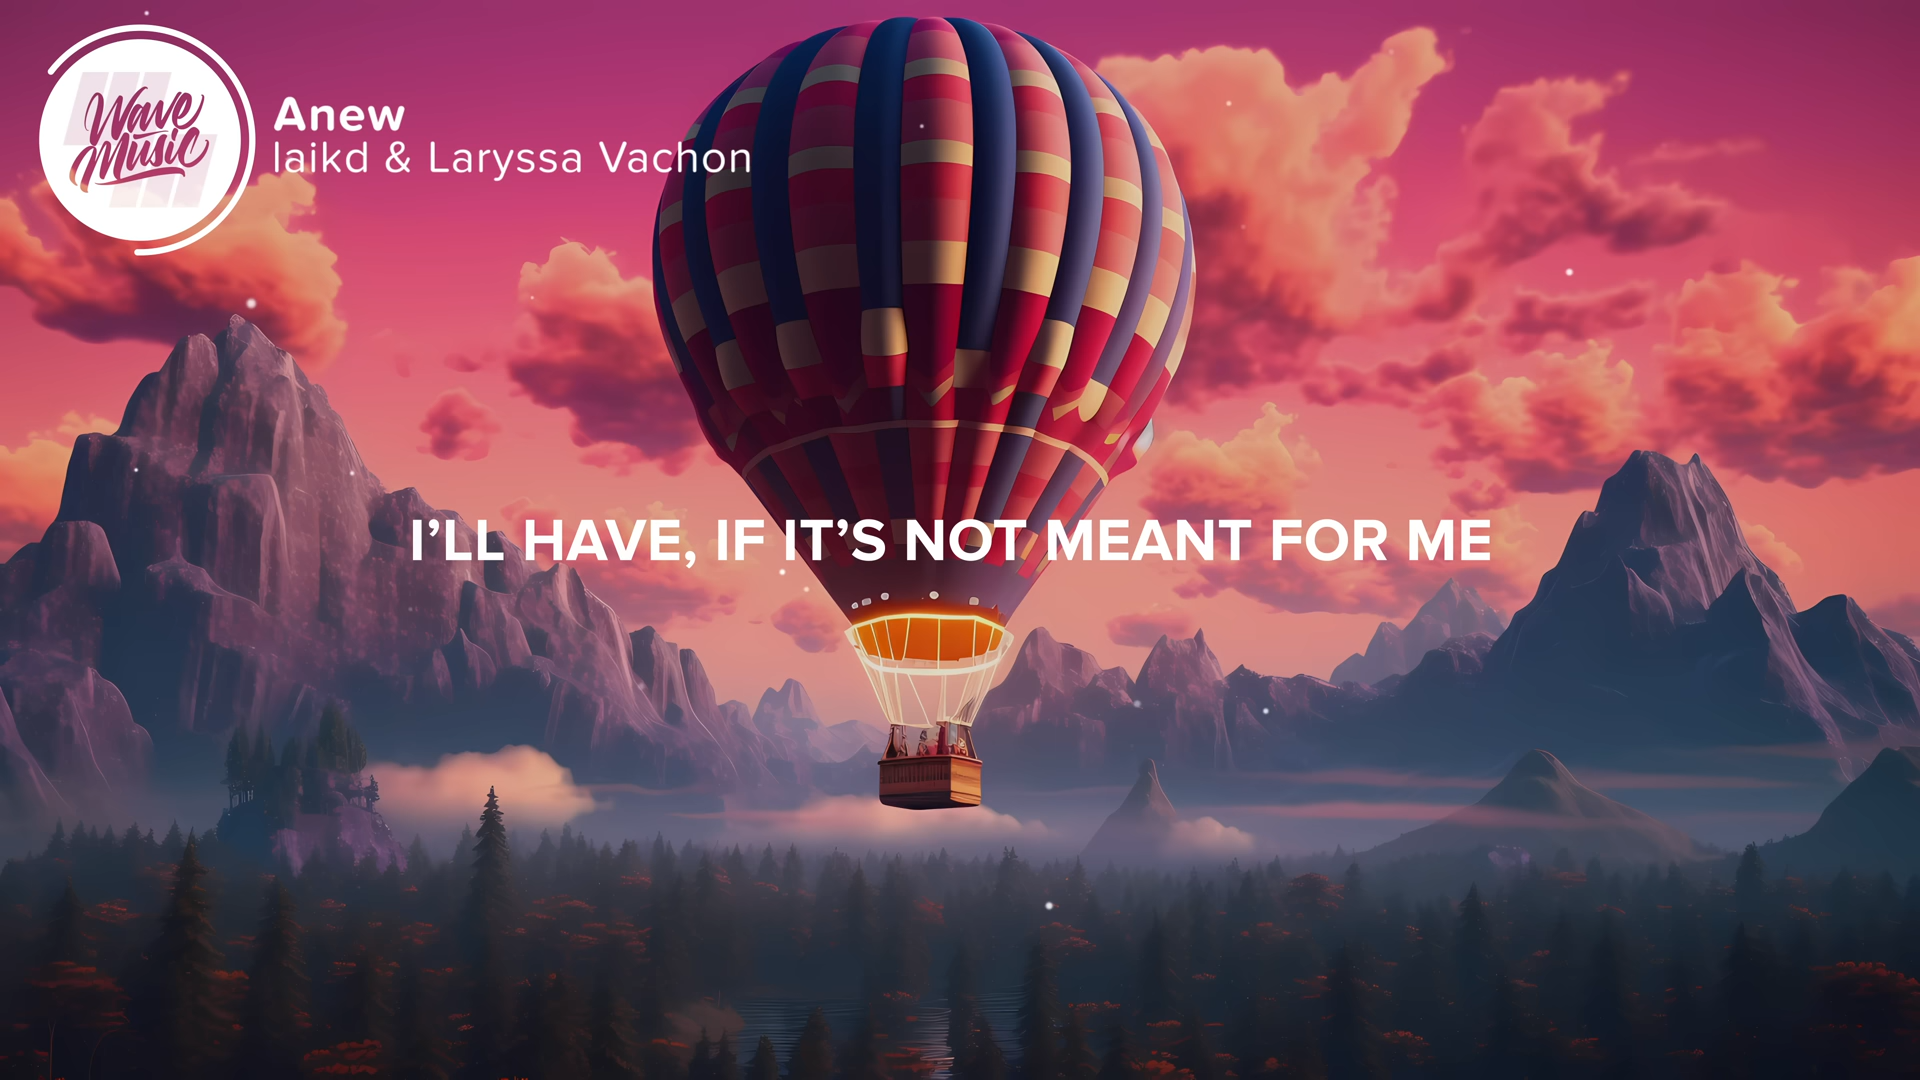 Wave
Music
Anew
laikd & Laryssa Vachon
I'LL HAVE, IF IT'S NOT MEANT FOR ME